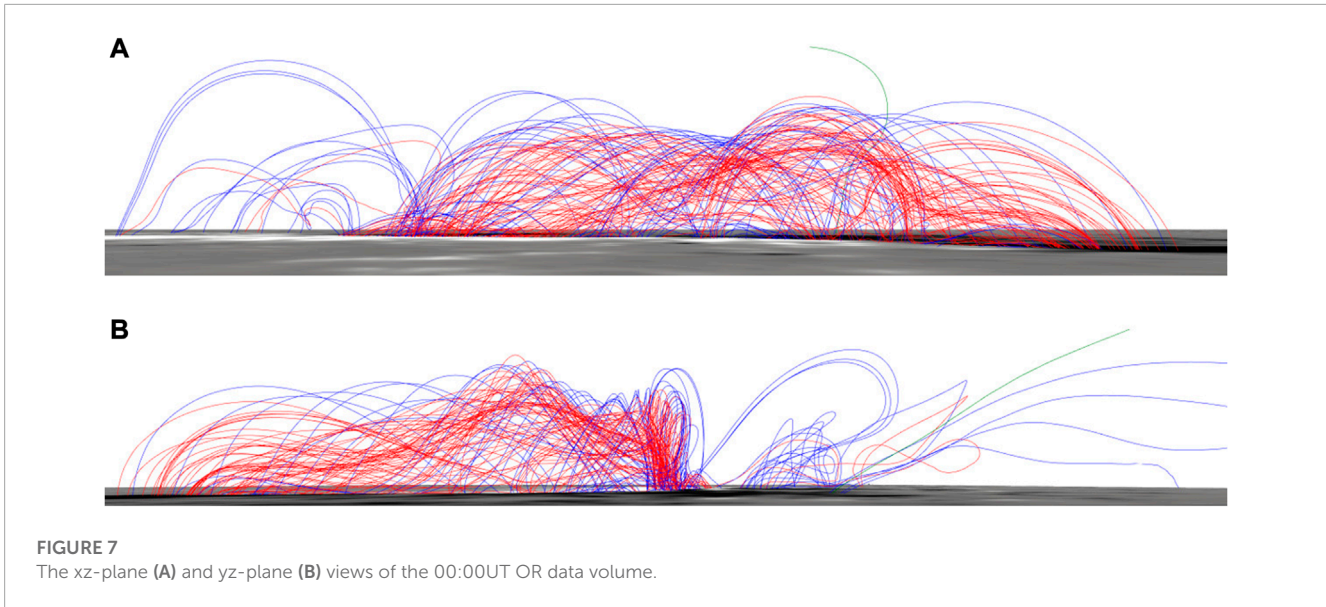 A
B
FIGURE 7
The xz-plane (A) and yz-plane (B) views of the 00:00UT OR data volume.